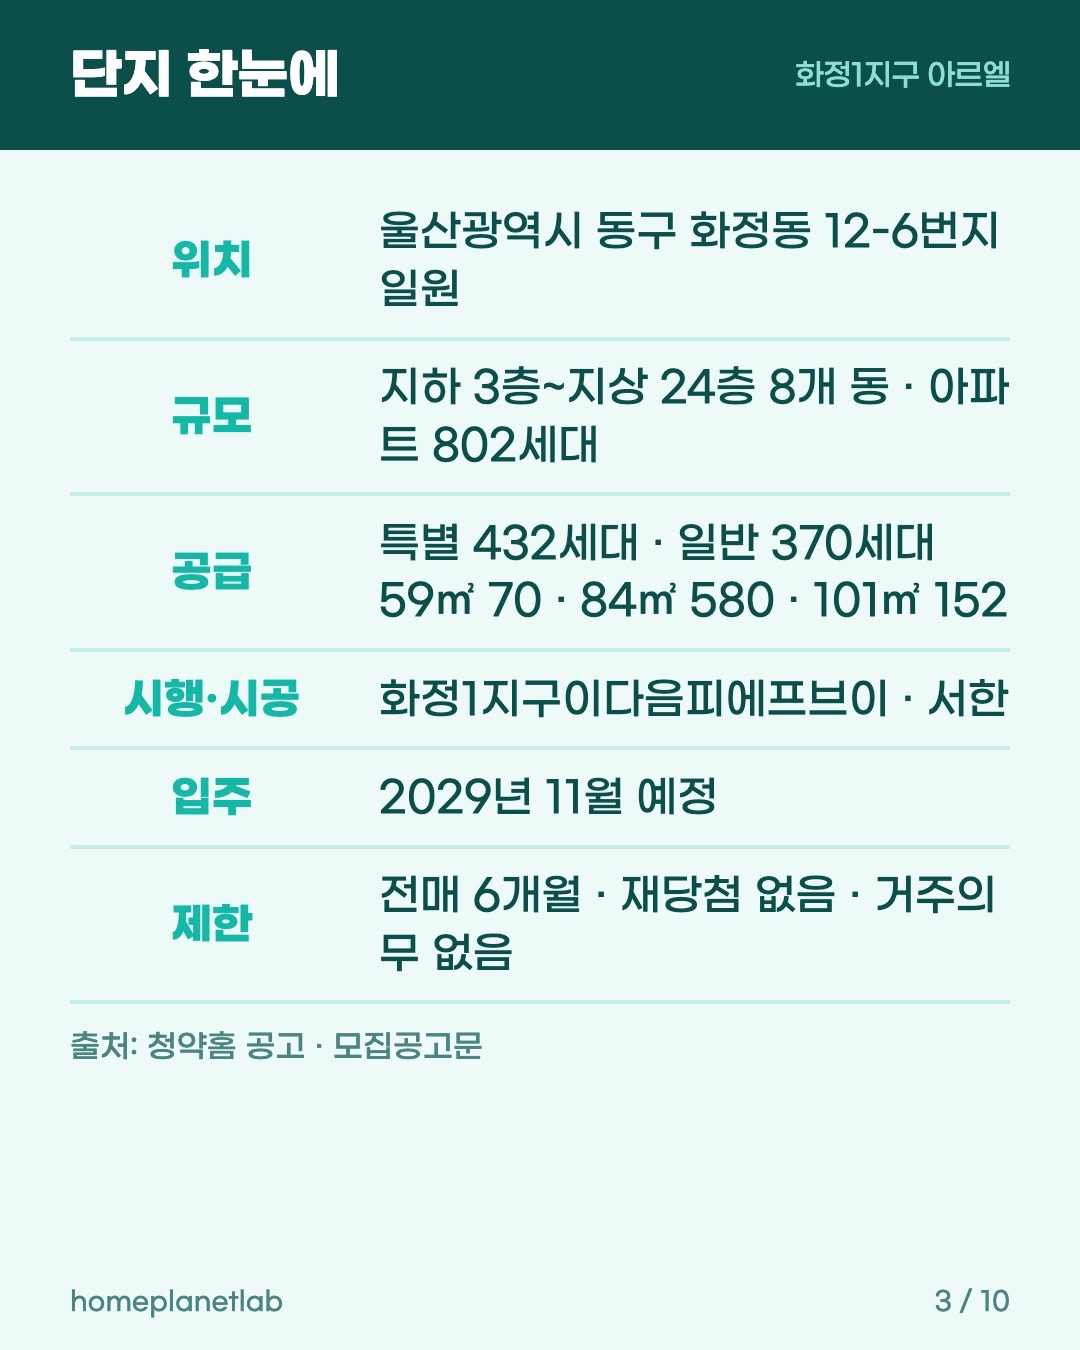 단지 한눈에
화정1지구 아르엘
위치
울산광역시 동구 화정동 12-6번지
일원
규모
지하 3층~지상 24층 8개 동 · 아파
트 802세대
공급
특별 432세대 · 일반 370세대
59㎡ 70 · 84㎡ 580 · 101㎡ 152
시행·시공
화정1지구이다음피에프브이 · 서한
입주
2029년 11월 예정
제한
전매 6개월 · 재당첨 없음 · 거주의
무 없음
출처: 청약홈 공고 · 모집공고문
homeplanetlab
3 / 10